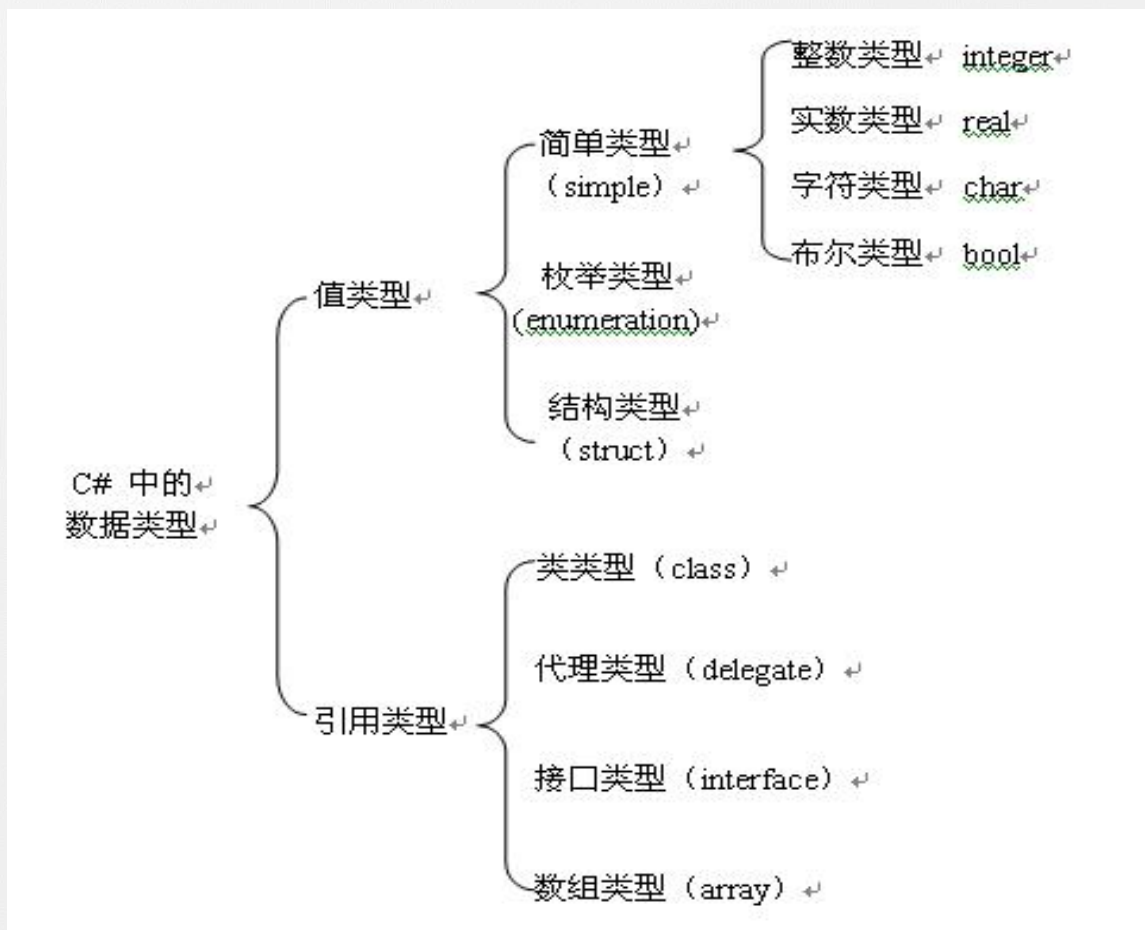 整数类型 integer
实数类型 real
简单类型
（simple）
字符类型 char
布尔类型 bool
枚举类型
(enumeration)
值类型
结构类型
（struct）
C# 中的
数据类型
类类型（class）
代理类型（delegate）
引用类型
接口类型（interface）
数组类型（array）